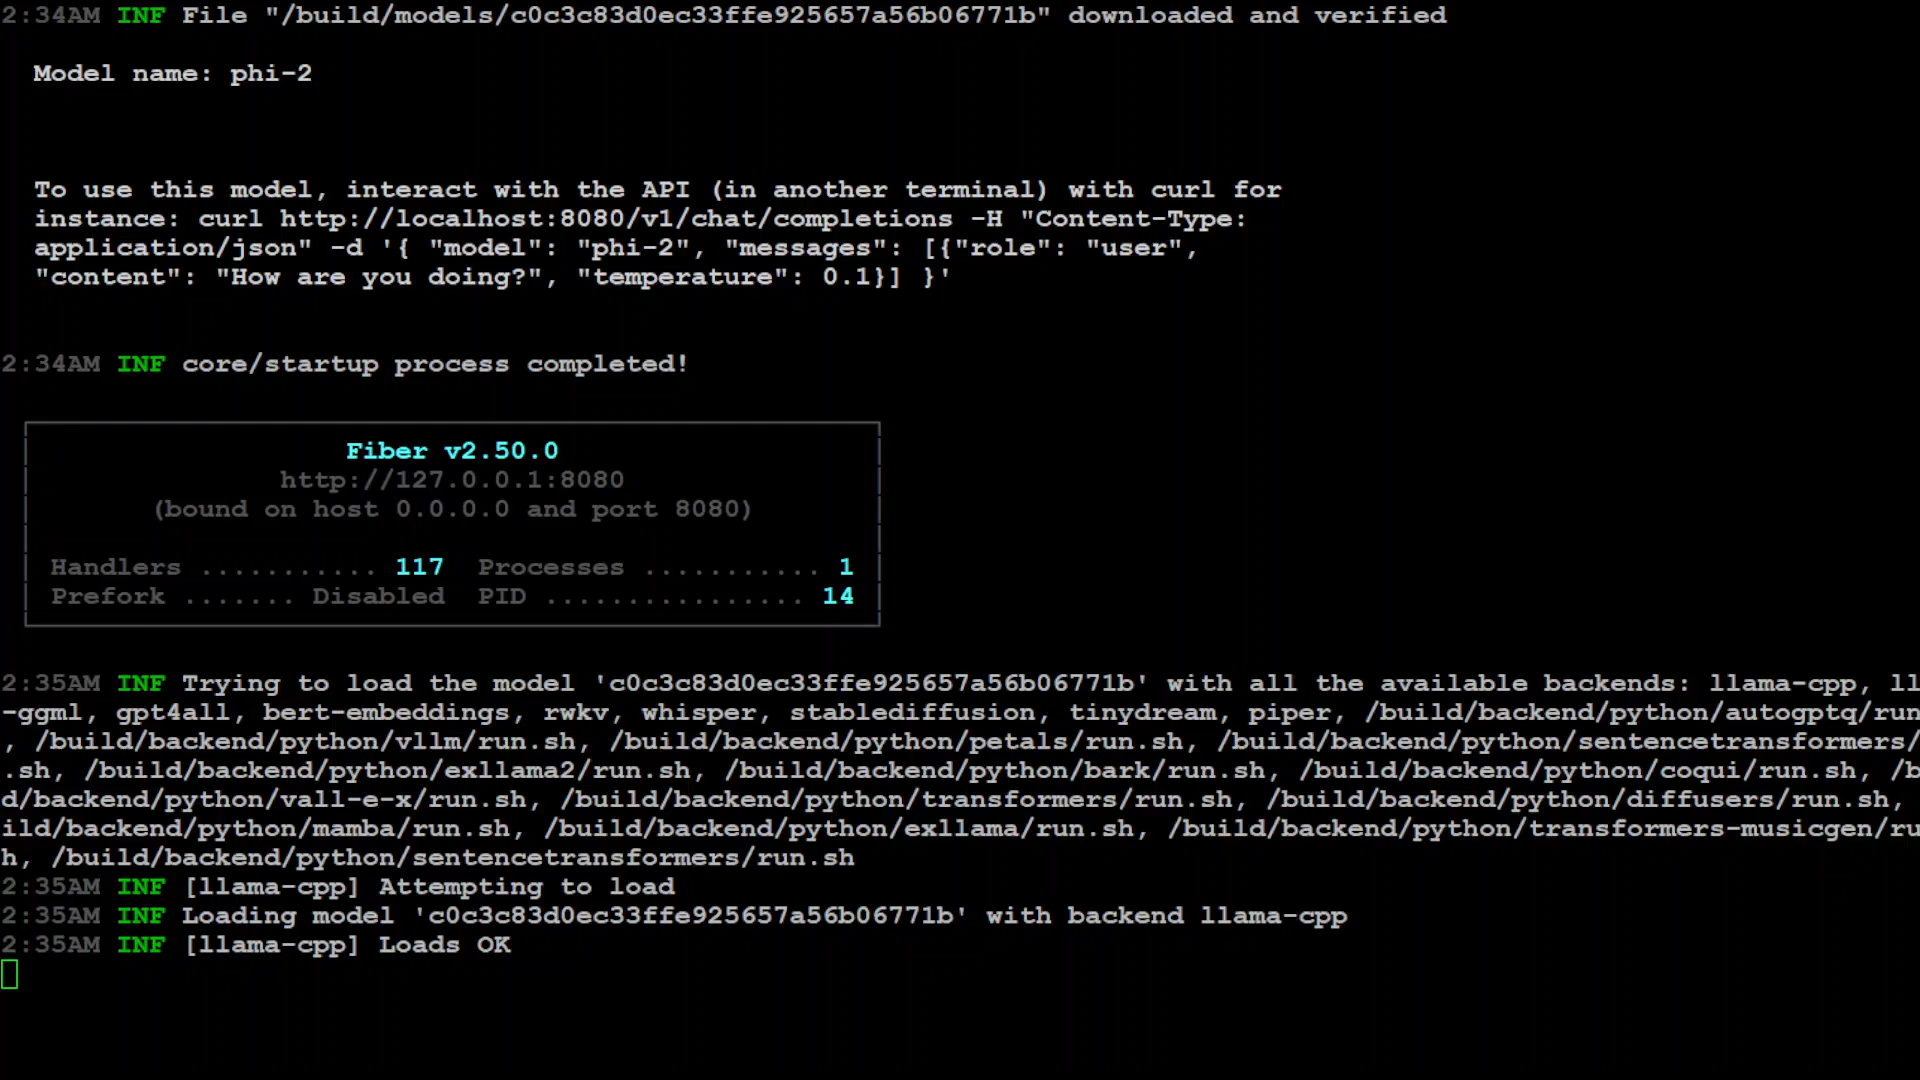 2:34AM INF File "/build/models/c0c3c83d0ec33ffe925657a56b06771b" downloaded and verified
Model name: phi-2
To use this model, interact with the API (in another terminal) with curl for
instance: curl http://localhost:8080/v1/chat/completions -H "Content-Type:
application/json" -d '{ "model": "phi-2", "messages": [{"role": "user",
"content": "How are you doing?", "temperature": 0.1}] }'
2:34AM INF core/startup process completed!
Fiber v2.50.0
http://127.0.0.1:8080
(bound on host 0.0.0.0 and port 8080)
Handlers ........... 117 Processes ........... 1
Prefork ....... Disabled PID ................ 14
2:35AM INF Trying to load the model 'c0c3c83d0ec33ffe925657a56b06771b' with all the available backends: llama-cpp, ll
-ggml, gpt4all, bert-embeddings, rwkv, whisper, stablediffusion, tinydream, piper, /build/backend/python/autogptq/run
, /build/backend/python/vllm/run.sh, /build/backend/python/petals/run.sh, /build/backend/python/sentencetransformers/
.sh, /build/backend/python/exllama2/run.sh, /build/backend/python/bark/run.sh, /build/backend/python/coqui/run.sh, /b
d/backend/python/vall-e-x/run.sh, /build/backend/python/transformers/run.sh, /build/backend/python/diffusers/run.sh,
ild/backend/python/mamba/run.sh, /build/backend/python/exllama/run.sh, /build/backend/python/transformers-musicgen/ru
h, /build/backend/python/sentencetransformers/run.sh
2:35AM INF [llama-cpp] Attempting to load
2:35AM INF Loading model 'c0c3c83d0ec33ffe925657a56b06771b' with backend llama-cpp
2:35AM INF [llama-cpp] Loads OK